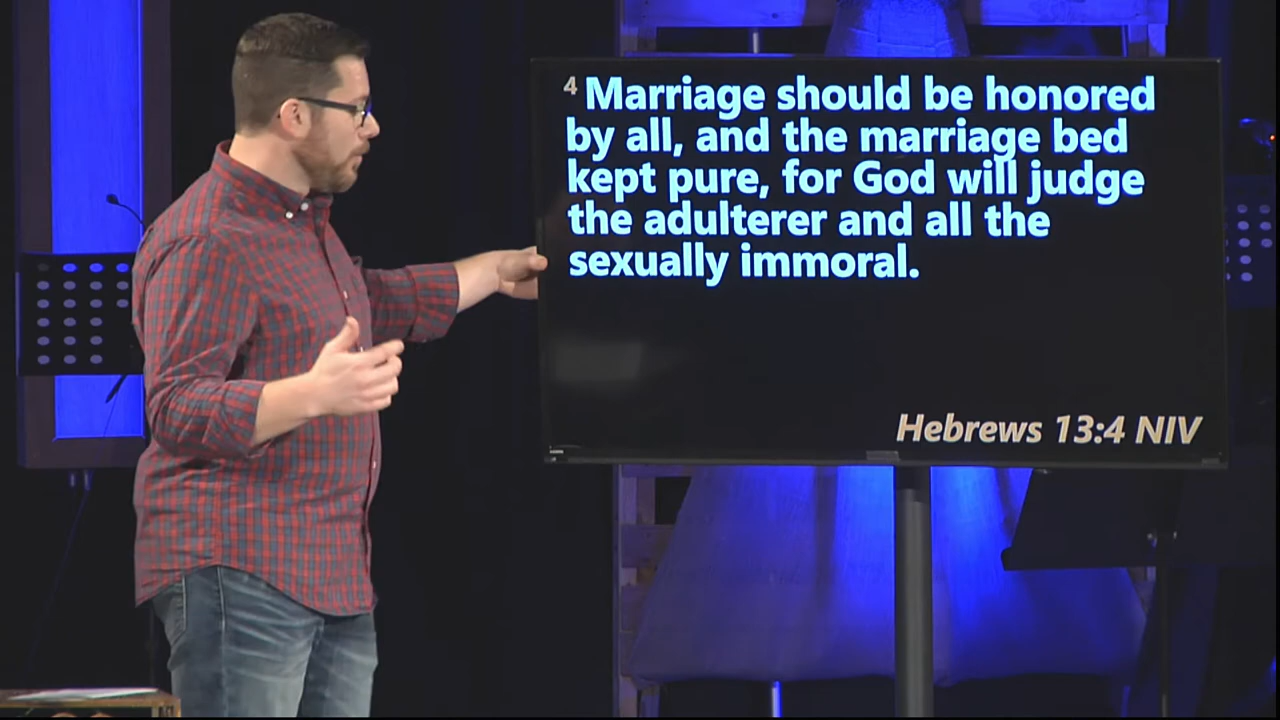 4 Marriage should be honored
by all, and the marriage bed
kept pure, for God will judge
the adulterer and all the
sexually immoral.
Hebrews 13:4 NIV